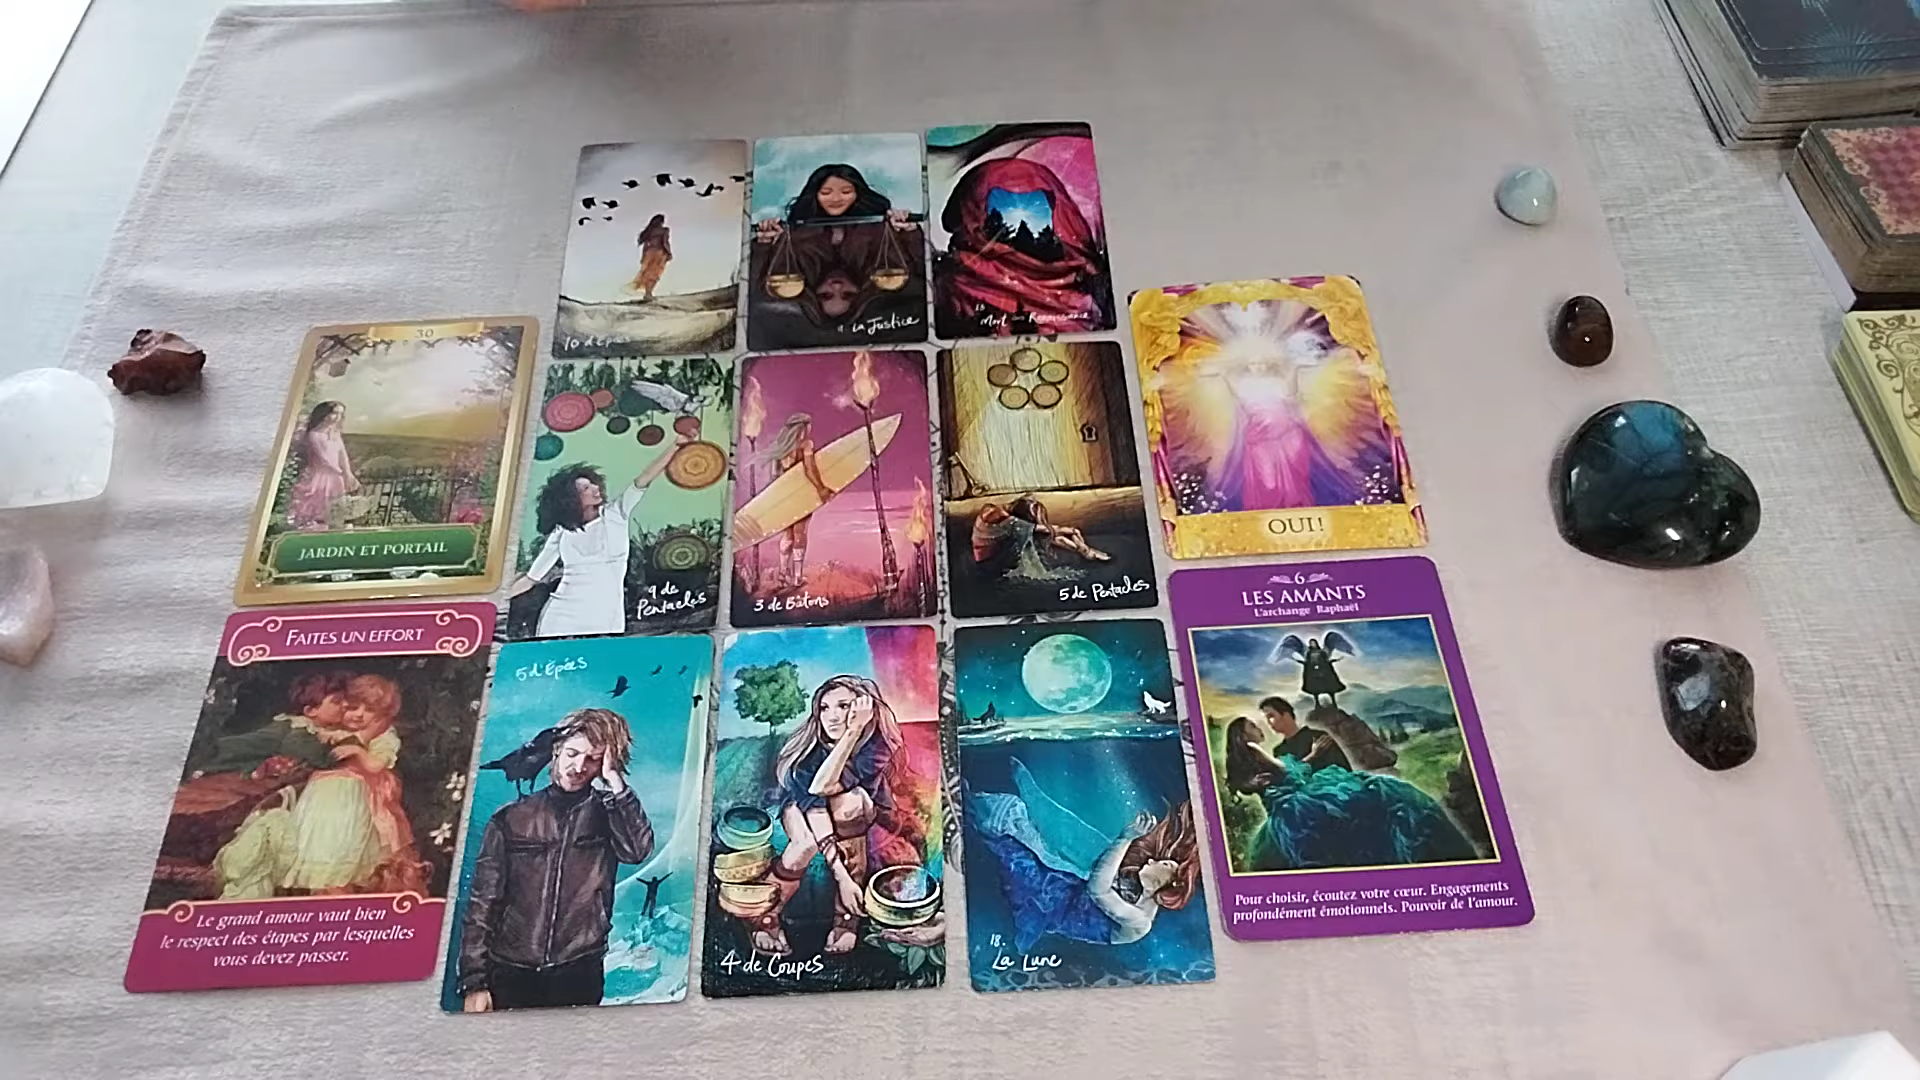 10 d'épées
11 La Justice
13
Mort ou Renaissance
30
JARDIN ET PORTAIL
9 de
Pentacles
3 de Bâtons
5 de Pentacles
OUI!
FAITES UN EFFORT
Le grand amour vaut bien
le respect des étapes par lesquelles
vous devez passer.
5 d'Épées
4 de Coupes
18.
La Lune
6
LES AMANTS
L'archange Raphaël
Pour choisir, écoutez votre cœur. Engagements
profondément émotionnels. Pouvoir de l'amour.